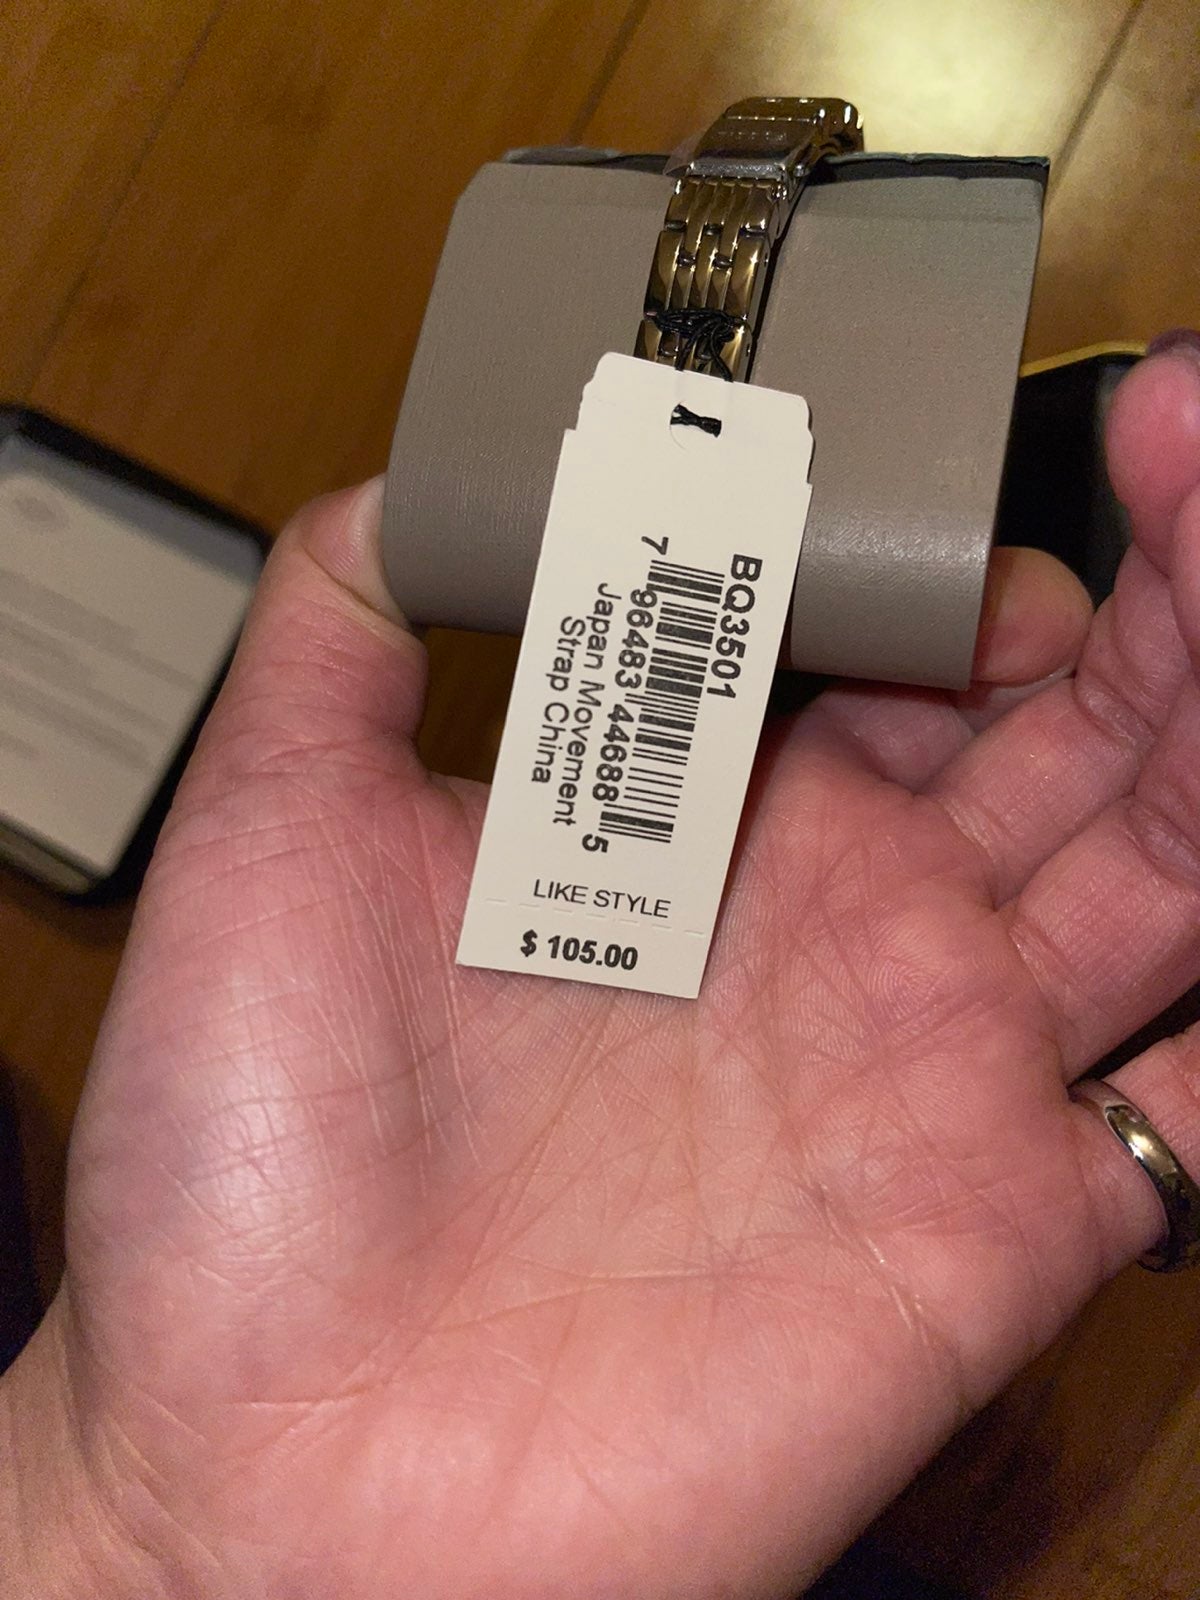 BQ3501
7 96483 44688 5
Japan Movement
Strap China
LIKE STYLE
$ 105.00